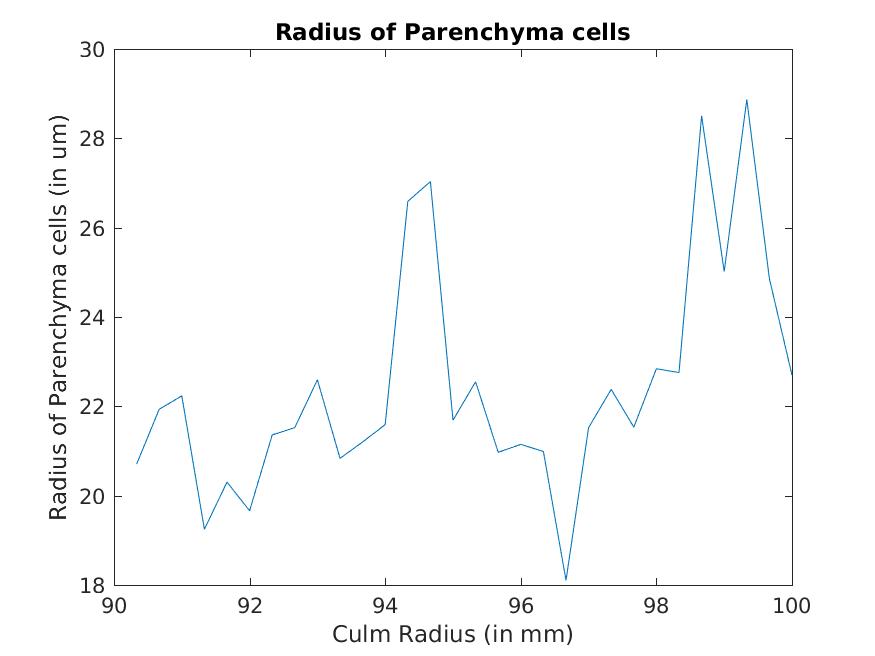 Radius of Parenchyma cells
30
28
26
24
22
20
18
Radius of Parenchyma cells (in um)
90 92 94 96 98 100
Culm Radius (in mm)